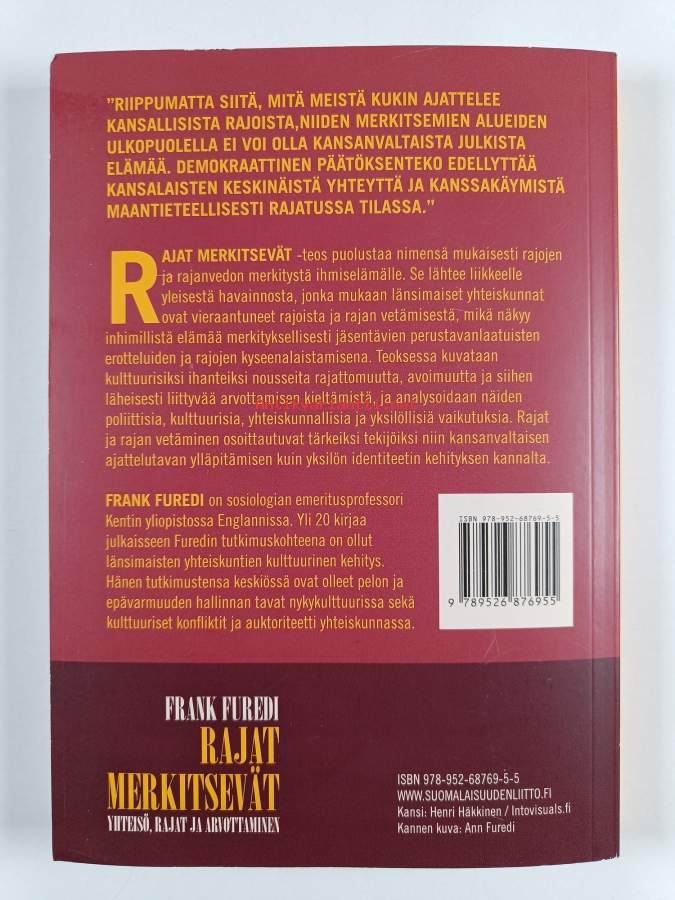 ”RIIPPUMATTA SIITÄ, MITÄ MEISTÄ KUKIN AJATTELEE
KANSALLISISTA RAJOISTA,NIIDEN MERKITSEMIEN ALUEIDEN
ULKOPUOLELLA EI VOI OLLA KANSANVALTAISTA JULKISTA
ELÄMÄÄ. DEMOKRAATTINEN PÄÄTÖKSENTEKO EDELLYTTÄÄ
KANSALAISTEN KESKINÄISTÄ YHTEYTTÄ JA KANSSAKÄYMISTÄ
MAANTIETEELLISESTI RAJATUSSA TILASSA.”
RAJAT MERKITSEVÄT -teos puolustaa nimensä mukaisesti rajojen
ja rajanvedon merkitystä ihmiselämälle. Se lähtee liikkeelle
yleisestä havainnosta, jonka mukaan länsimaiset yhteiskunnat
ovat vieraantuneet rajoista ja rajan vetämisestä, mikä näkyy
inhimillistä elämää merkityksellisesti jäsentävien perustavanlaatuisten
erotteluiden ja rajojen kyseenalaistamisena. Teoksessa kuvataan
kulttuurisiksi ihanteiksi nousseita rajattomuutta, avoimuutta ja siihen
läheisesti liittyvää arvottamisen kieltämistä, ja analysoidaan näiden
poliittisia, kulttuurisia, yhteiskunnallisia ja yksilöllisiä vaikutuksia. Rajat
ja rajan vetäminen osoittautuvat tärkeiksi tekijöiksi niin kansanvaltaisen
ajattelutavan ylläpitämisen kuin yksilön identiteetin kehityksen kannalta.
FRANK FUREDI on sosiologian emeritusprofessori
Kentin yliopistossa Englannissa. Yli 20 kirjaa
julkaisseen Furedin tutkimuskohteena on ollut
länsimaisten yhteiskuntien kulttuurinen kehitys.
Hänen tutkimustensa keskiössä ovat olleet pelon ja
epävarmuuden hallinnan tavat nykykulttuurissa sekä
kulttuuriset konfliktit ja auktoriteetti yhteiskunnassa.
ISBN 978-952-68769-5-5
9 789526 876955
FRANK FUREDI
RAJAT
MERKITSEVÄT
YHTEISÖ, RAJAT JA ARVOTTAMINEN
ISBN 978-952-68769-5-5
WWW.SUOMALAISUUDENLIITTO.FI
Kansi: Henri Häkkinen / Intovisuals.fi
Kannen kuva: Ann Furedi